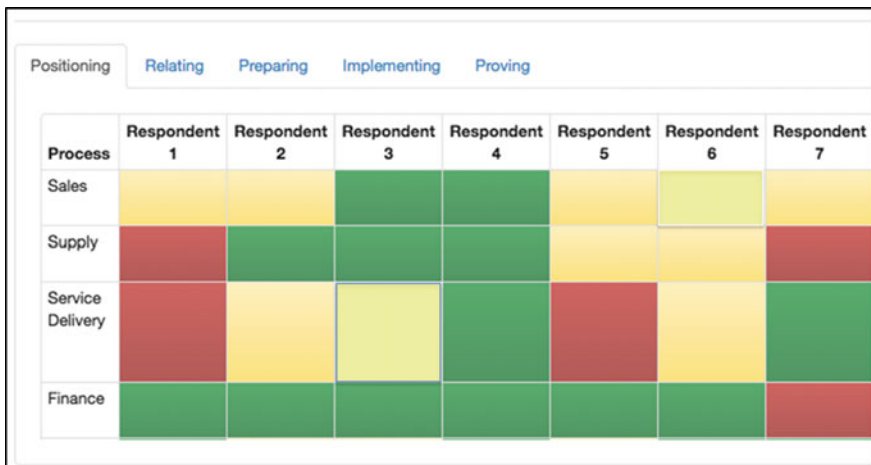 Positioning Relating Preparing Implementing Proving
Process Respondent 1 Respondent 2 Respondent 3 Respondent 4 Respondent 5 Respondent 6 Respondent 7
Sales
Supply
Service
Delivery
Finance